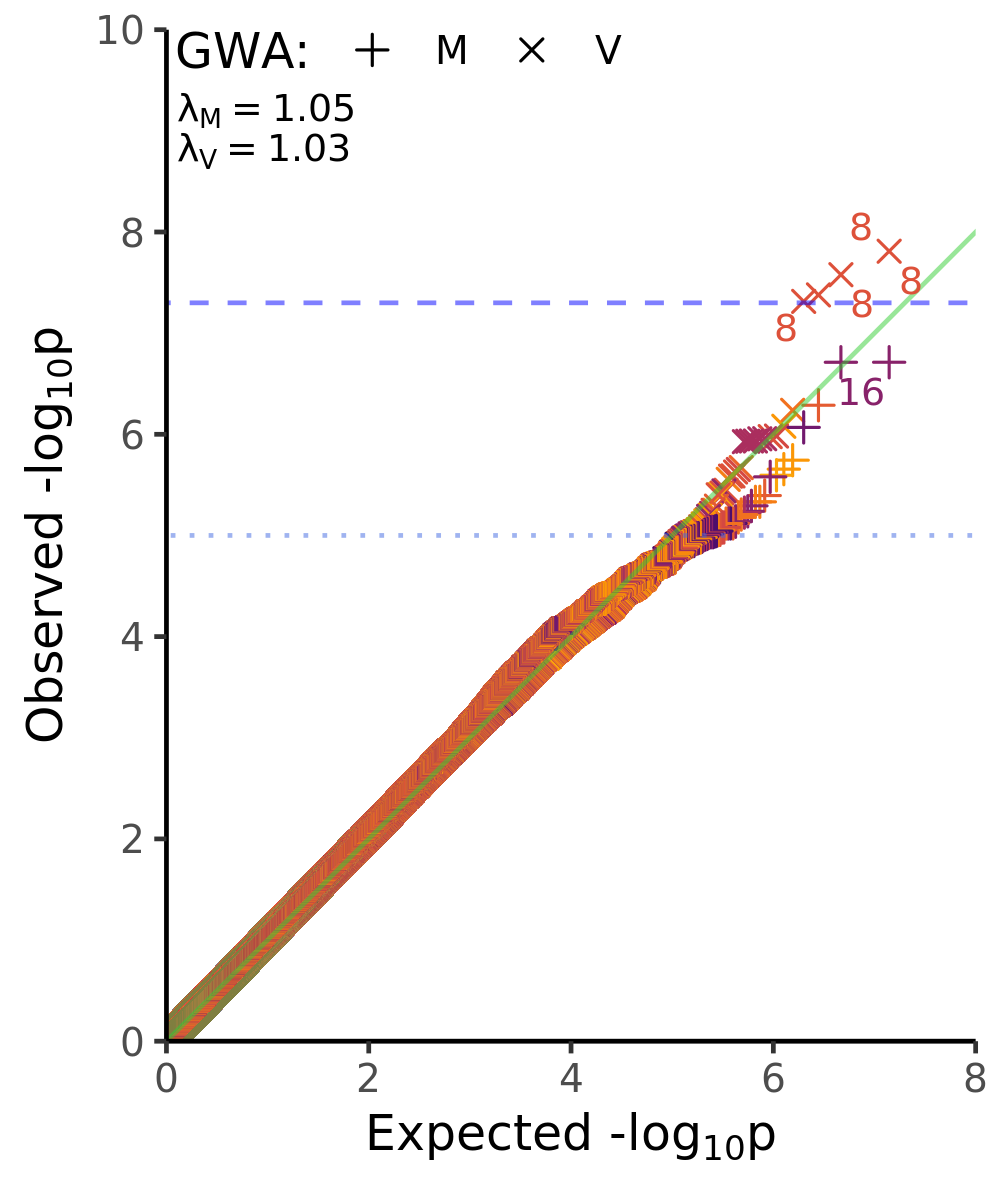 10
GWA: + M × V
λM = 1.05
λV = 1.03
8
8
8
8
8
16
6
4
2
0
0 2 4 6 8
Observed -log10p
Expected -log10p